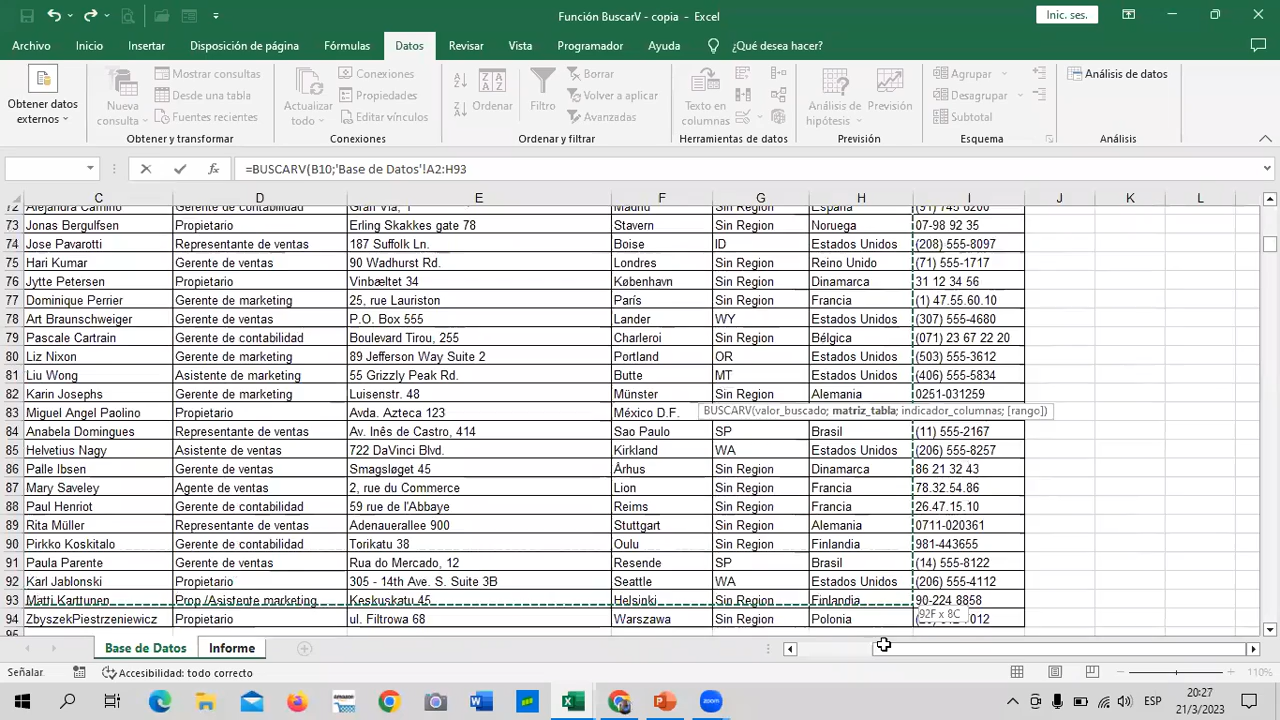 Función BuscarV - copia - Excel
Inic. ses.
Archivo Inicio Insertar Disposición de página Fórmulas Datos Revisar Vista Programador Ayuda ¿Qué desea hacer?
Obtener datos externos
Nueva consulta
Mostrar consultas
Desde una tabla
Fuentes recientes
Actualizar todo
Conexiones
Propiedades
Editar vínculos
Ordenar
Filtro
Borrar
Volver a aplicar
Avanzadas
Texto en columnas
Análisis de hipótesis
Previsión
Agrupar
Desagrupar
Subtotal
Análisis de datos
Obtener y transformar Conexiones Ordenar y filtrar Herramientas de datos Previsión Esquema Análisis
=BUSCARV(B10;'Base de Datos'!A2:H93
C D E F G H I J K L
72 Alejandra Camino Gerente de contabilidad Gran Vía, 1 Madrid Sin Region España (91) 745 6200
73 Jonas Bergulfsen Propietario Erling Skakkes gate 78 Stavern Sin Region Noruega 07-98 92 35
74 Jose Pavarotti Representante de ventas 187 Suffolk Ln. Boise ID Estados Unidos (208) 555-8097
75 Hari Kumar Gerente de ventas 90 Wadhurst Rd. Londres Sin Region Reino Unido (71) 555-1717
76 Jytte Petersen Propietario Vinbæltet 34 København Sin Region Dinamarca 31 12 34 56
77 Dominique Perrier Gerente de marketing 25, rue Lauriston París Sin Region Francia (1) 47.55.60.10
78 Art Braunschweiger Gerente de ventas P.O. Box 555 Lander WY Estados Unidos (307) 555-4680
79 Pascale Cartrain Gerente de contabilidad Boulevard Tirou, 255 Charleroi Sin Region Bélgica (071) 23 67 22 20
80 Liz Nixon Gerente de marketing 89 Jefferson Way Suite 2 Portland OR Estados Unidos (503) 555-3612
81 Liu Wong Asistente de marketing 55 Grizzly Peak Rd. Butte MT Estados Unidos (406) 555-5834
82 Karin Josephs Gerente de marketing Luisenstr. 48 Münster Sin Region Alemania 0251-031259
83 Miguel Angel Paolino Propietario Avda. Azteca 123 México D.F. BUSCARV(valor_buscado; matriz_tabla; indicador_columnas; [rango])
84 Anabela Domingues Representante de ventas Av. Inês de Castro, 414 Sao Paulo SP Brasil (11) 555-2167
85 Helvetius Nagy Asistente de ventas 722 DaVinci Blvd. Kirkland WA Estados Unidos (206) 555-8257
86 Palle Ibsen Gerente de ventas Smagsløget 45 Århus Sin Region Dinamarca 86 21 32 43
87 Mary Saveley Agente de ventas 2, rue du Commerce Lion Sin Region Francia 78.32.54.86
88 Paul Henriot Gerente de contabilidad 59 rue de l'Abbaye Reims Sin Region Francia 26.47.15.10
89 Rita Müller Representante de ventas Adenauerallee 900 Stuttgart Sin Region Alemania 0711-020361
90 Pirkko Koskitalo Gerente de contabilidad Torikatu 38 Oulu Sin Region Finlandia 981-443655
91 Paula Parente Gerente de ventas Rua do Mercado, 12 Resende SP Brasil (14) 555-8122
92 Karl Jablonski Propietario 305 - 14th Ave. S. Suite 3B Seattle WA Estados Unidos (206) 555-4112
93 Matti Karttunen Prop./Asistente marketing Keskuskatu 45 Helsinki Sin Region Finlandia 90-224 8858
92F x 8C
94 ZbyszekPiestrzeniewicz Propietario ul. Filtrowa 68 Warszawa Sin Region Polonia
95
Base de Datos Informe
Señalar Accesibilidad: todo correcto 110%
ESP
20:27
21/3/2023